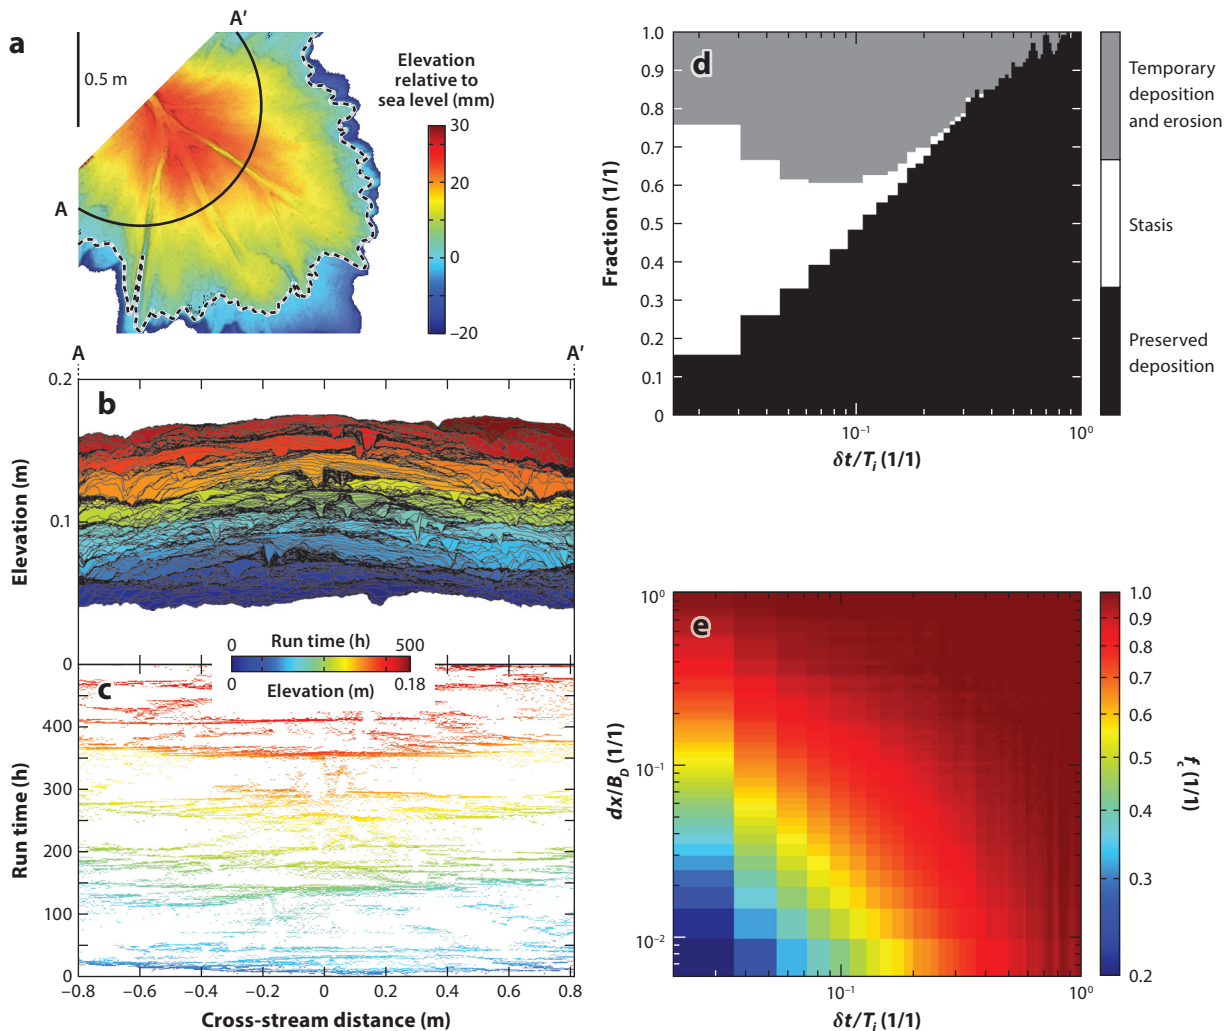 a
A′
0.5 m
A
Elevation
relative to
sea level (mm)
30
20
10
0
−20
A
A′
b
0.2
0.1
0
Elevation (m)
Run time (h)
0
500
0
0.18
Elevation (m)
c
400
300
200
100
0
Run time (h)
−0.8
−0.6
−0.4
−0.2
0
0.2
0.4
0.6
0.8
Cross-stream distance (m)
d
1.0
0.9
0.8
0.7
0.6
0.5
0.4
0.3
0.2
0.1
0
Fraction (1/1)
10⁻¹
10⁰
δt/Tᵢ (1/1)
Temporary
deposition
and erosion
Stasis
Preserved
deposition
e
10⁰
10⁻¹
10⁻²
dx/B_D (1/1)
10⁻¹
10⁰
δt/Tᵢ (1/1)
1.0
0.9
0.8
0.7
0.6
0.5
0.4
0.3
0.2
f_c (1/1)